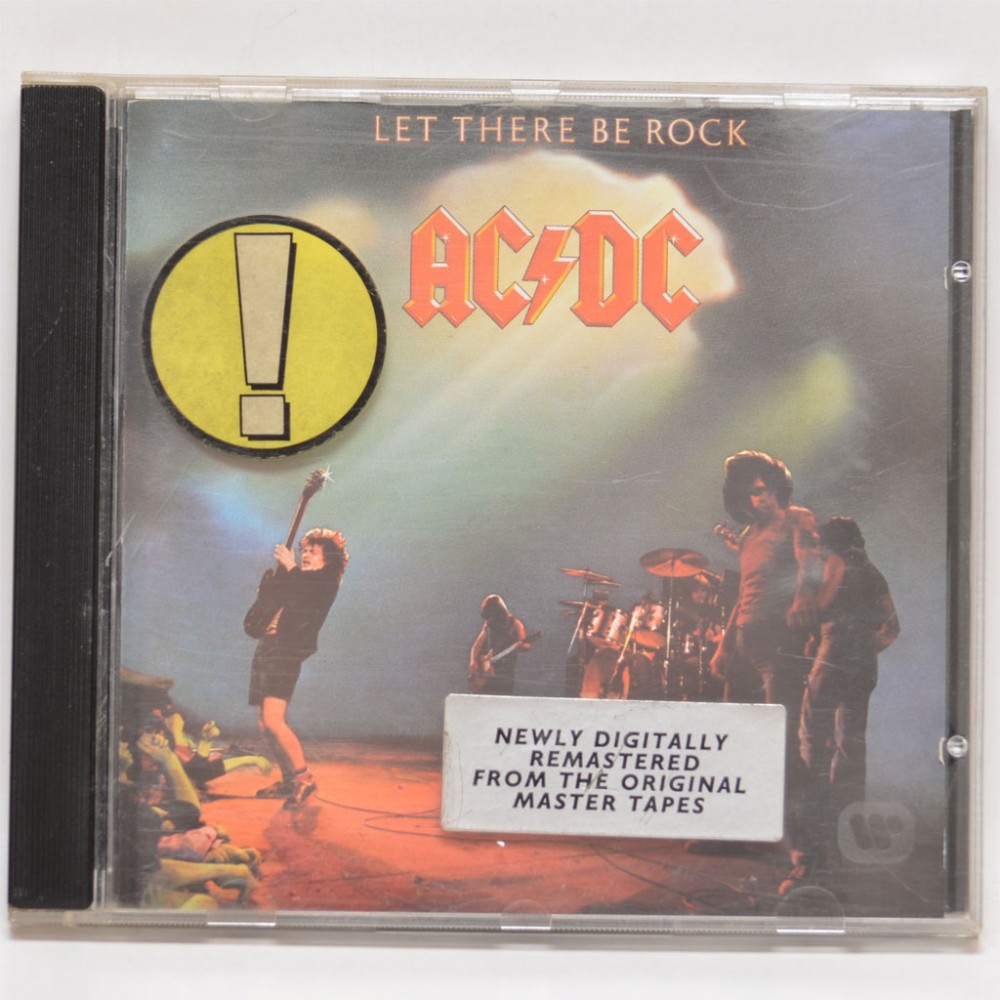 LET THERE BE ROCK
AC/DC
!
NEWLY DIGITALLY
REMASTERED
FROM THE ORIGINAL
MASTER TAPES